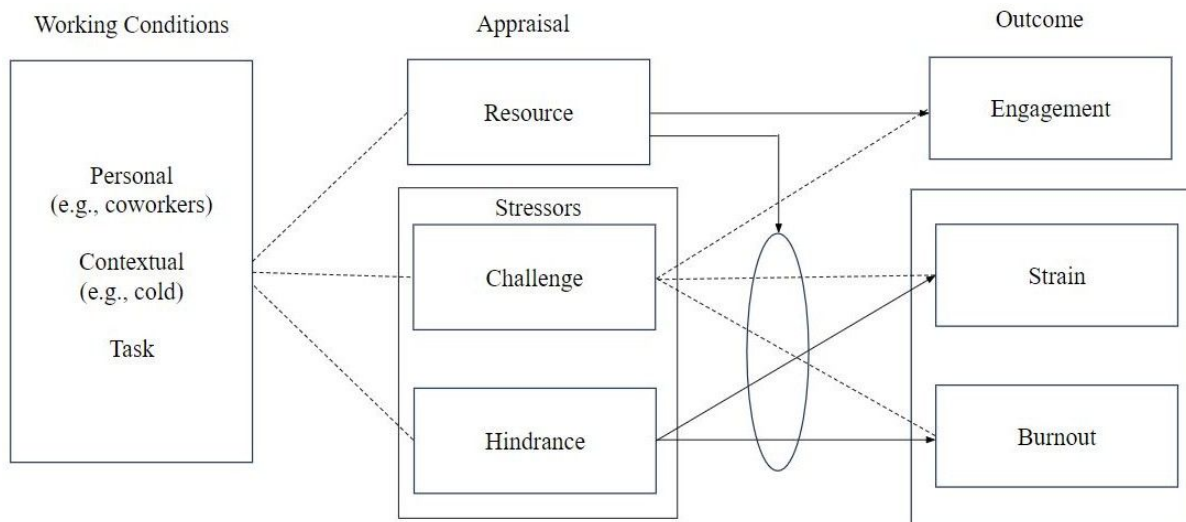 Working Conditions
Appraisal
Outcome
Personal
(e.g., coworkers)
Contextual
(e.g., cold)
Task
Resource
Stressors
Challenge
Hindrance
Engagement
Strain
Burnout